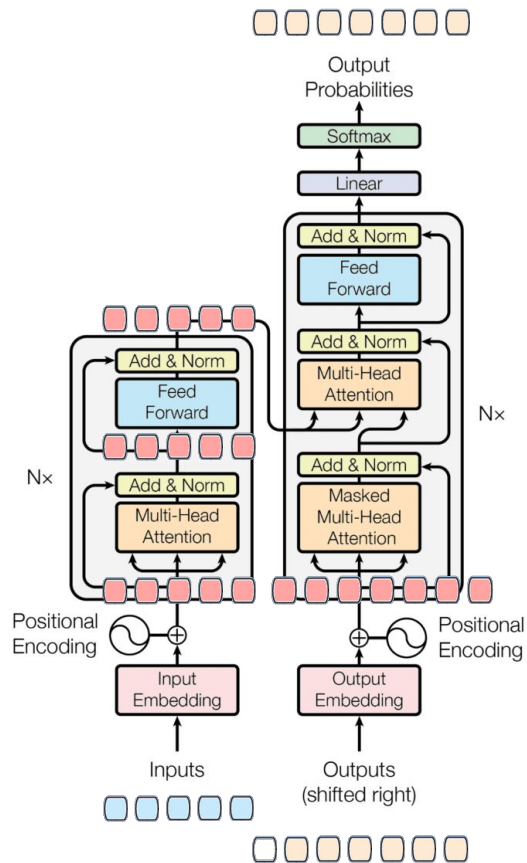 Output
Probabilities
Softmax
Linear
Add & Norm
Feed
Forward
Add & Norm
Multi-Head
Attention
Add & Norm
Masked
Multi-Head
Attention
N×
Add & Norm
Feed
Forward
Add & Norm
Multi-Head
Attention
N×
Positional
Encoding
Positional
Encoding
Input
Embedding
Output
Embedding
Inputs
Outputs
(shifted right)